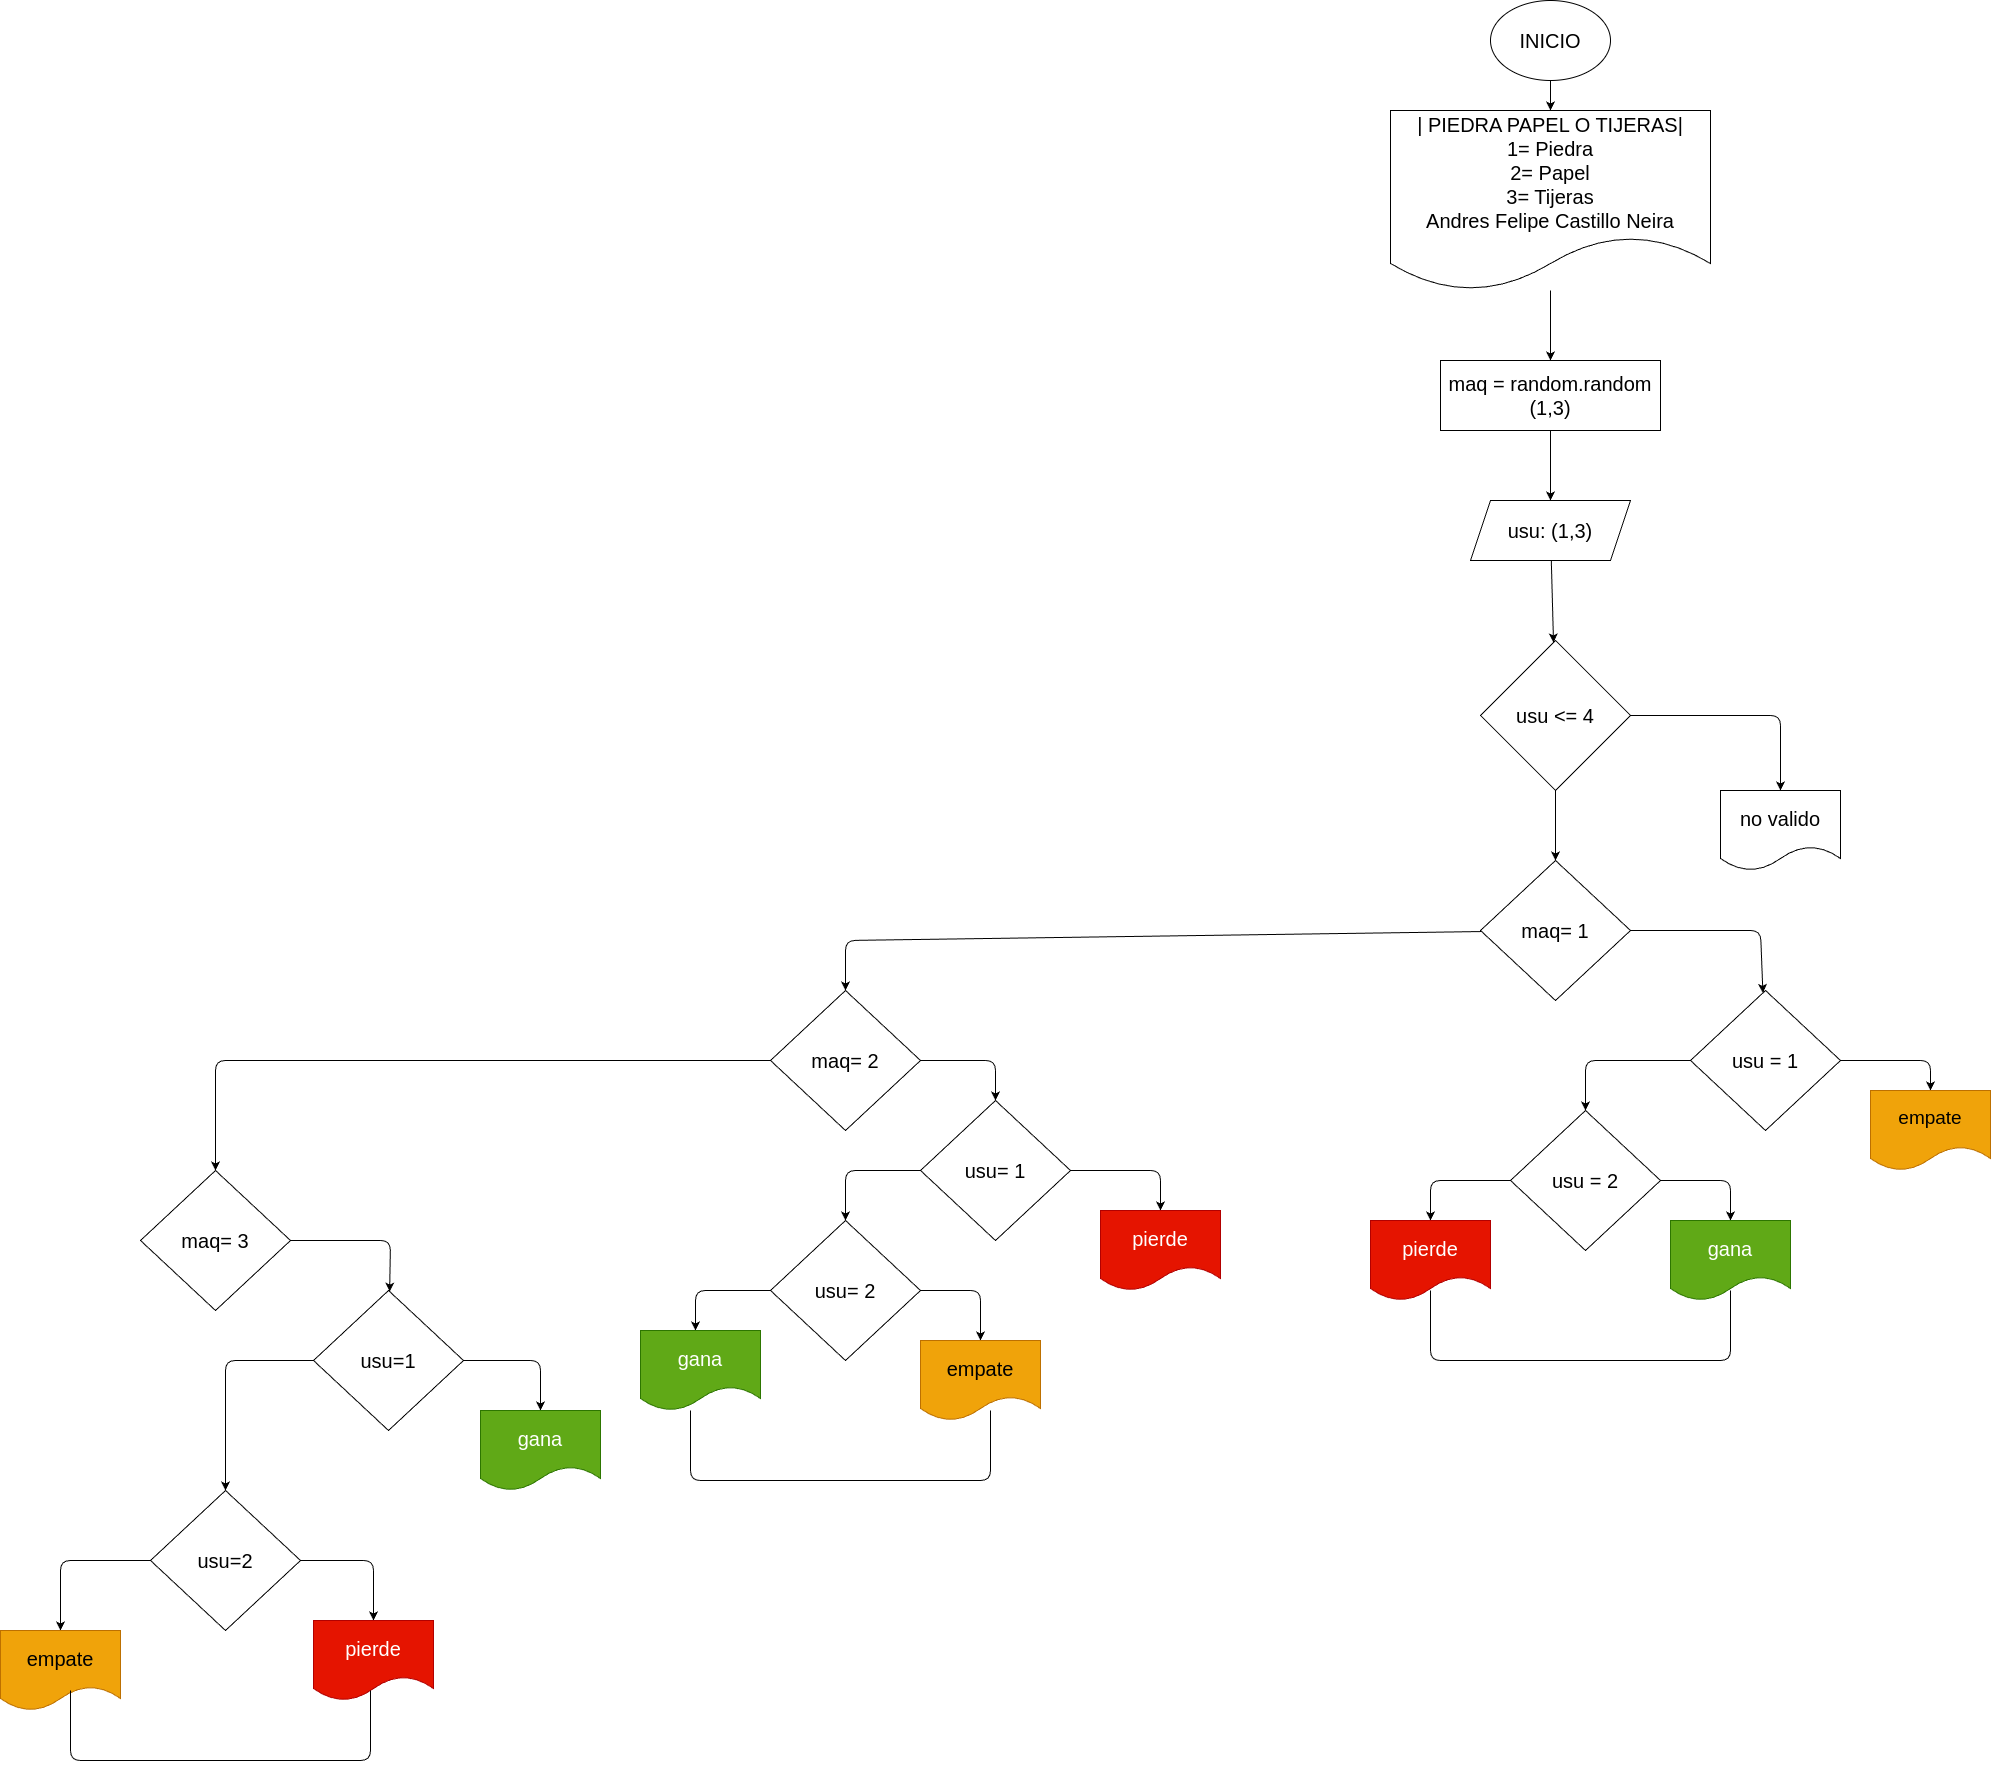 INICIO
| PIEDRA PAPEL O TIJERAS|
1= Piedra
2= Papel
3= Tijeras
Andres Felipe Castillo Neira
maq = random.random
(1,3)
usu: (1,3)
usu <= 4
no valido
maq= 1
maq= 2
usu = 1
empate
usu= 1
usu = 2
pierde
pierde
gana
maq= 3
usu= 2
gana
empate
usu=1
gana
usu=2
empate
pierde